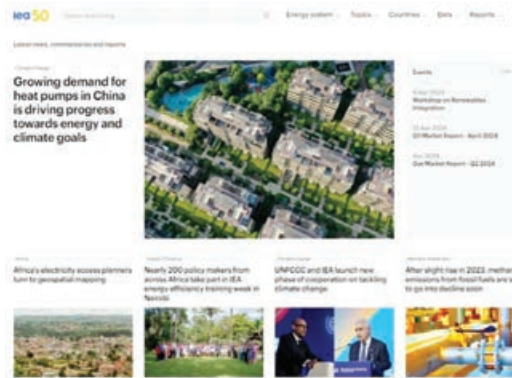 iea 50
Energy system
Topics
Countries
Data
Reports
Latest news, commentaries and reports
Growing demand for
heat pumps in China
is driving progress
towards energy and
climate goals
Events
Workshop on Renewables
Integration
Oil Market Report - April 2024
Gas Market Report - Q2 2024
Africa's electricity access planners
turn to geospatial mapping
Nearly 200 policy makers from
across Africa take part in IEA
energy efficiency training week in
Nairobi
UNFCCC and IEA launch new
phase of cooperation on tackling
climate change
After slight rise in 2023, methan
emissions from fossil fuels are s
to go into decline soon